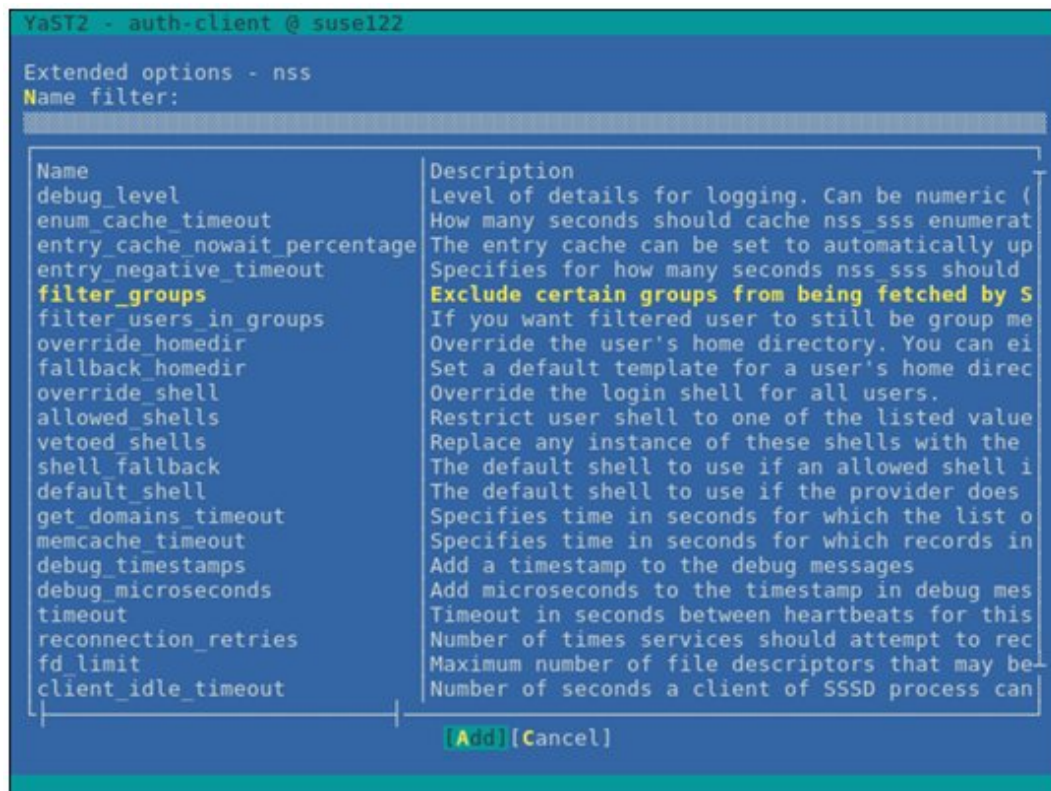 YaST2 - auth-client @ suse122
Extended options - nss
Name filter:
Name Description
debug_level Level of details for logging. Can be numeric (
enum_cache_timeout How many seconds should cache nss_sss enumerat
entry_cache_nowait_percentage The entry cache can be set to automatically up
entry_negative_timeout Specifies for how many seconds nss_sss should
filter_groups Exclude certain groups from being fetched by S
filter_users_in_groups If you want filtered user to still be group me
override_homedir Override the user's home directory. You can ei
fallback_homedir Set a default template for a user's home direc
override_shell Override the login shell for all users.
allowed_shells Restrict user shell to one of the listed value
vetoed_shells Replace any instance of these shells with the
shell_fallback The default shell to use if an allowed shell i
default_shell The default shell to use if the provider does
get_domains_timeout Specifies time in seconds for which the list o
memcache_timeout Specifies time in seconds for which records in
debug_timestamps Add a timestamp to the debug messages
debug_microseconds Add microseconds to the timestamp in debug mes
timeout Timeout in seconds between heartbeats for this
reconnection_retries Number of times services should attempt to rec
fd_limit Maximum number of file descriptors that may be
client_idle_timeout Number of seconds a client of SSSD process can
[Add][Cancel]